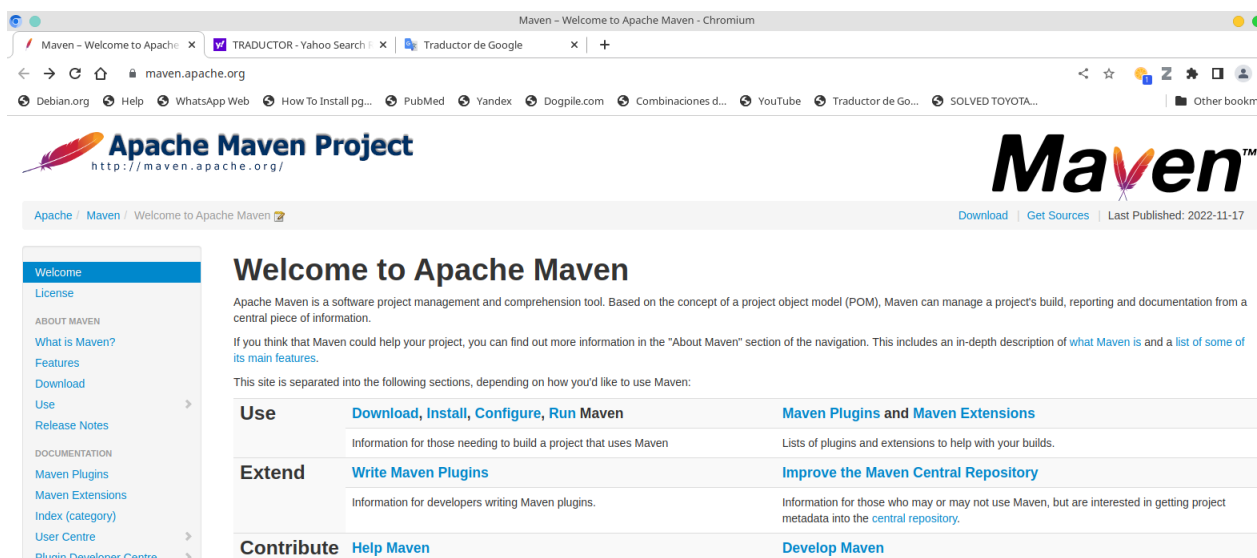 Maven – Welcome to Apache Maven - Chromium
Maven – Welcome to Apache
TRADUCTOR - Yahoo Search
Traductor de Google
maven.apache.org
Debian.org Help WhatsApp Web How To Install pg... PubMed Yandex Dogpile.com Combinaciones d... YouTube Traductor de Go... SOLVED TOYOTA... Other bookm
Apache Maven Project
http://maven.apache.org/
Maven™
Apache / Maven / Welcome to Apache Maven
Download | Get Sources | Last Published: 2022-11-17
Welcome
License
ABOUT MAVEN
What is Maven?
Features
Download
Use
Release Notes
DOCUMENTATION
Maven Plugins
Maven Extensions
Index (category)
User Centre
Plugin Developer Centre
Welcome to Apache Maven
Apache Maven is a software project management and comprehension tool. Based on the concept of a project object model (POM), Maven can manage a project's build, reporting and documentation from a
central piece of information.
If you think that Maven could help your project, you can find out more information in the "About Maven" section of the navigation. This includes an in-depth description of what Maven is and a list of some of
its main features.
This site is separated into the following sections, depending on how you'd like to use Maven:
Use
Download, Install, Configure, Run Maven
Maven Plugins and Maven Extensions
Information for those needing to build a project that uses Maven
Lists of plugins and extensions to help with your builds.
Extend
Write Maven Plugins
Improve the Maven Central Repository
Information for developers writing Maven plugins.
Information for those who may or may not use Maven, but are interested in getting project
metadata into the central repository.
Contribute
Help Maven
Develop Maven